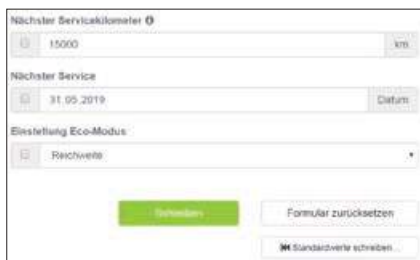 Nächster Servicekilometer
15000 km
Nächster Service
31.05.2019 Datum
Einstellung Eco-Modus
Reichweite
Schreiben Formular zurücksetzen
Standardwerte schreiben...